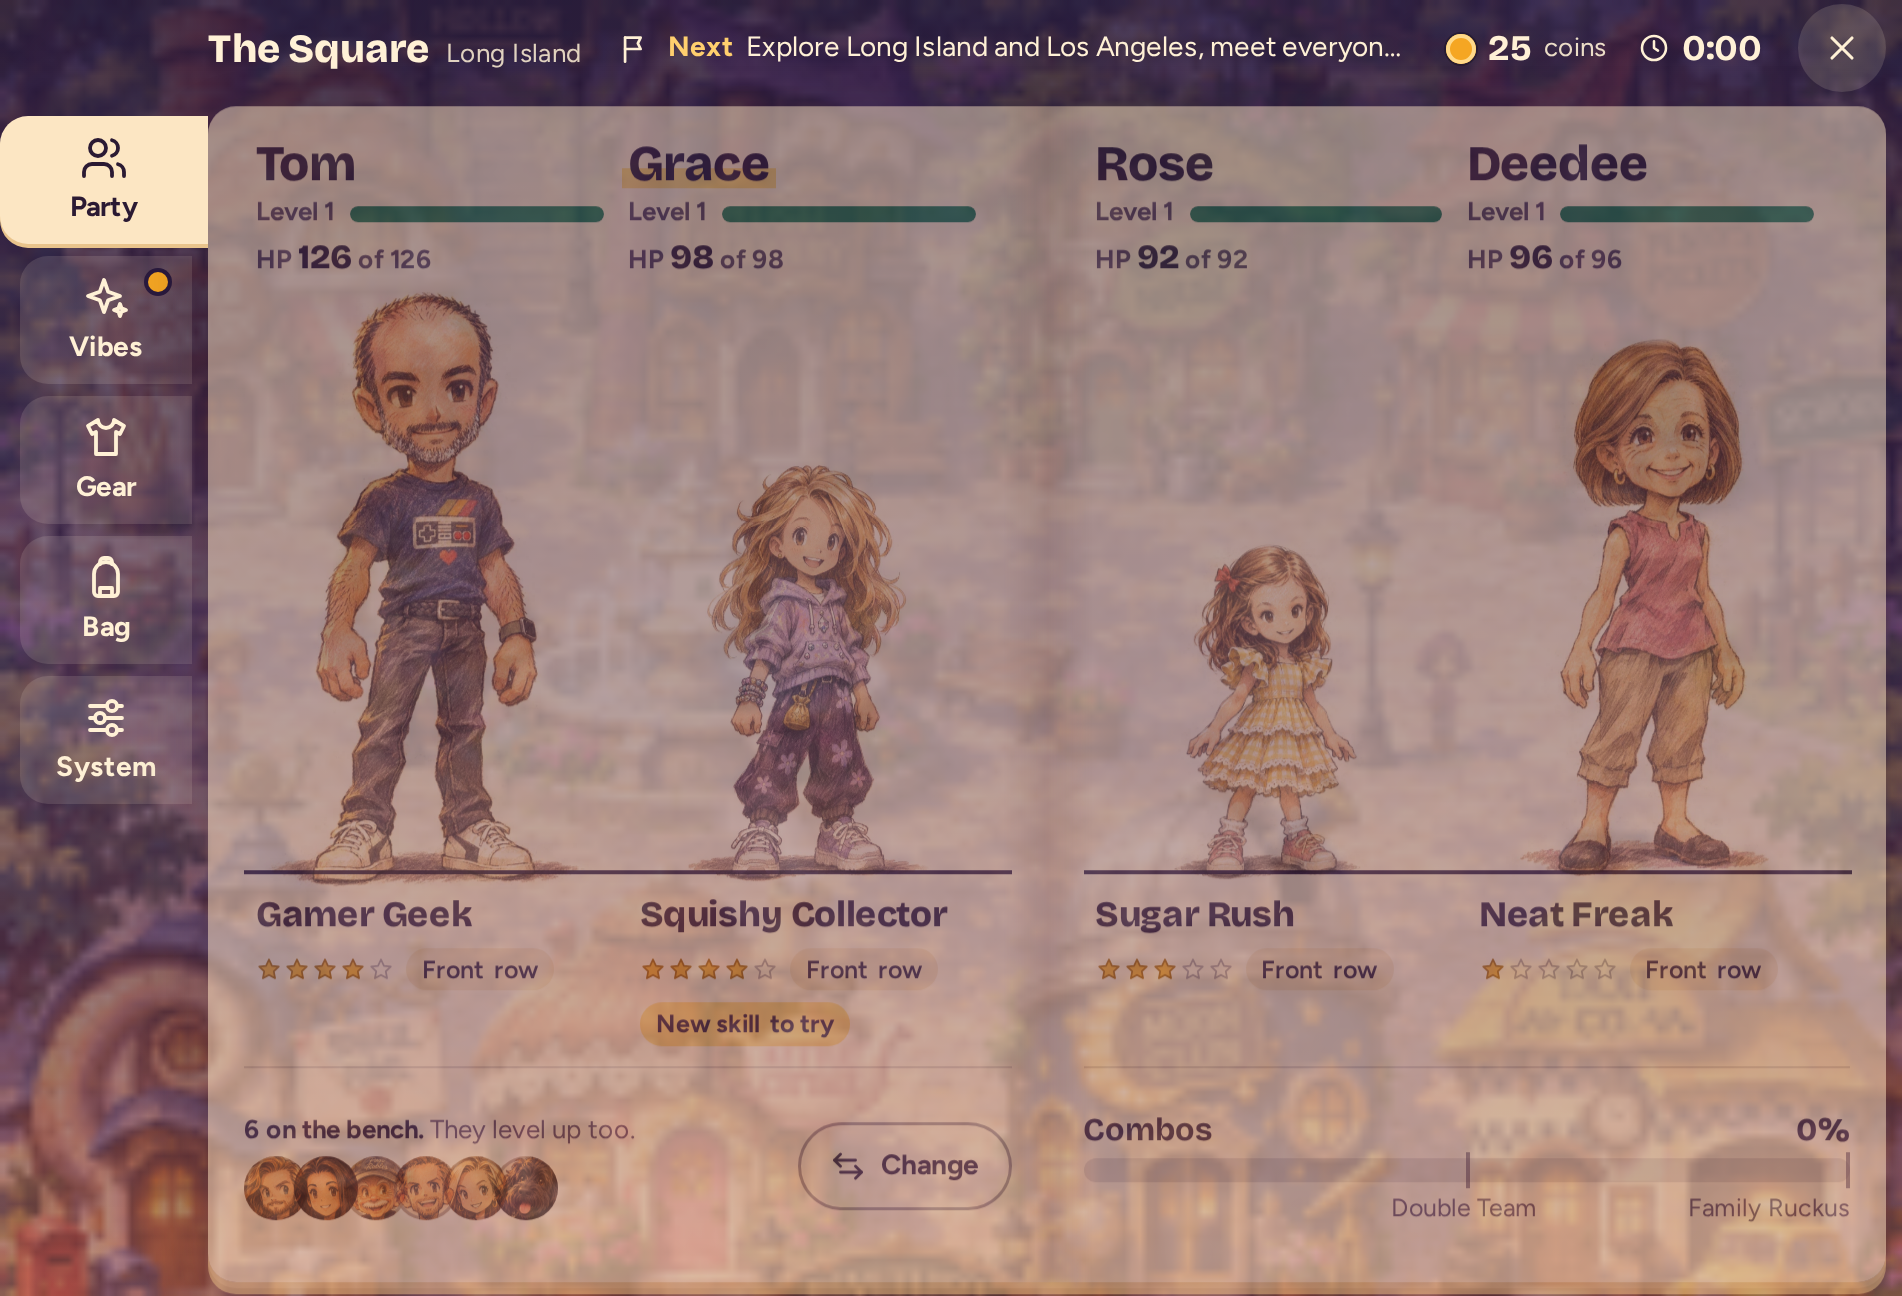 The Square Long Island
Next Explore Long Island and Los Angeles, meet everyon...
25 coins
0:00
Party
Vibes
Gear
Bag
System
Tom
Level 1
HP 126 of 126
Grace
Level 1
HP 98 of 98
Rose
Level 1
HP 92 of 92
Deedee
Level 1
HP 96 of 96
Gamer Geek
Front row
Squishy Collector
Front row
New skill to try
Sugar Rush
Front row
Neat Freak
Front row
6 on the bench. They level up too.
Change
Combos
0%
Double Team
Family Ruckus